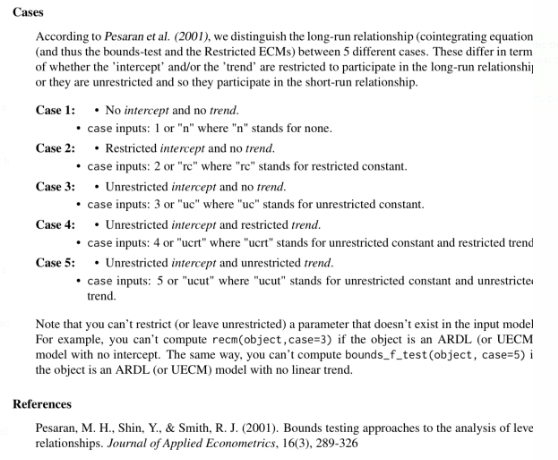 Cases
According to Pesaran et al. (2001), we distinguish the long-run relationship (cointegrating equation
(and thus the bounds-test and the Restricted ECMs) between 5 different cases. These differ in term
of whether the 'intercept' and/or the 'trend' are restricted to participate in the long-run relationship
or they are unrestricted and so they participate in the short-run relationship.
Case 1: • No intercept and no trend.
• case inputs: 1 or "n" where "n" stands for none.
Case 2: • Restricted intercept and no trend.
• case inputs: 2 or "rc" where "rc" stands for restricted constant.
Case 3: • Unrestricted intercept and no trend.
• case inputs: 3 or "uc" where "uc" stands for unrestricted constant.
Case 4: • Unrestricted intercept and restricted trend.
• case inputs: 4 or "ucrt" where "ucrt" stands for unrestricted constant and restricted trend
Case 5: • Unrestricted intercept and unrestricted trend.
• case inputs: 5 or "ucut" where "ucut" stands for unrestricted constant and unrestricte
trend.
Note that you can't restrict (or leave unrestricted) a parameter that doesn't exist in the input model
For example, you can't compute recm(object,case=3) if the object is an ARDL (or UECM
model with no intercept. The same way, you can't compute bounds_f_test(object, case=5) i
the object is an ARDL (or UECM) model with no linear trend.
References
Pesaran, M. H., Shin, Y., & Smith, R. J. (2001). Bounds testing approaches to the analysis of leve
relationships. Journal of Applied Econometrics, 16(3), 289-326